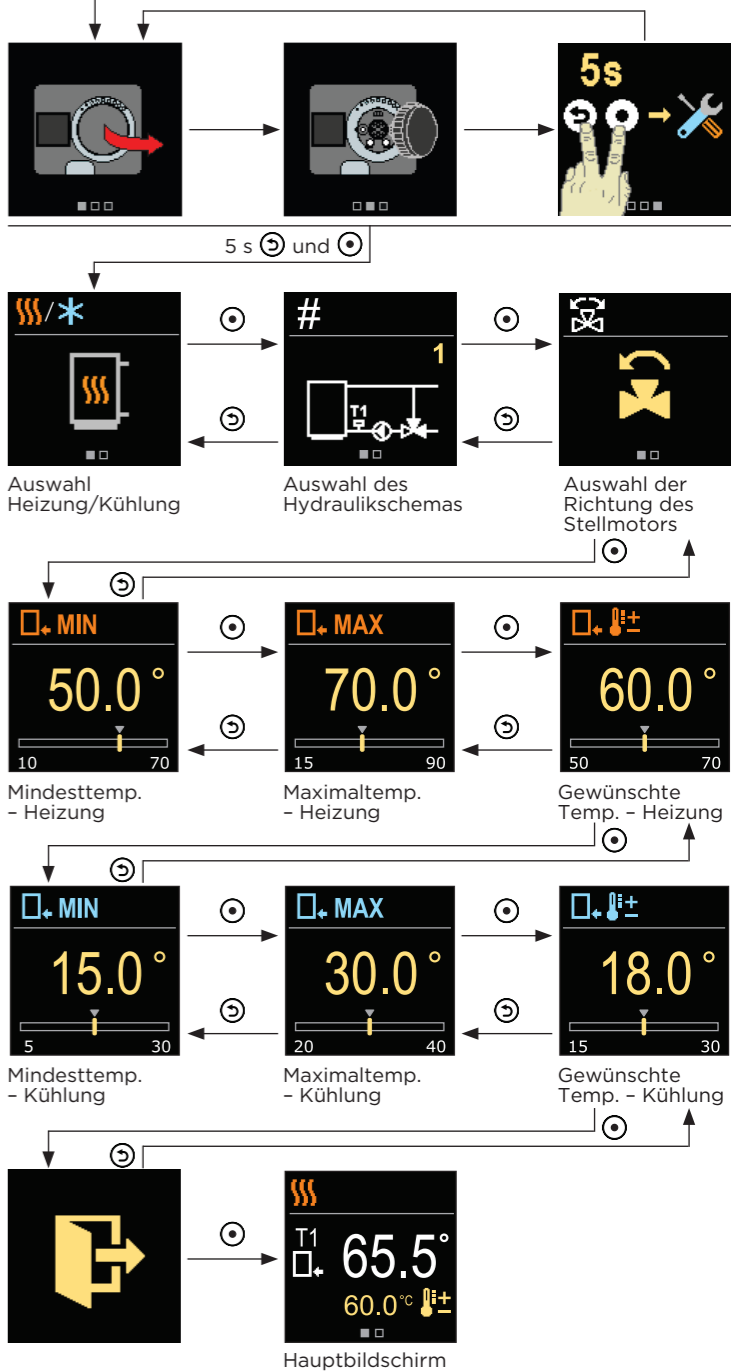 5s
5 s und
/
#
1
T1
Auswahl
Heizung/Kühlung
Auswahl des
Hydraulikschemas
Auswahl der
Richtung des
Stellmotors
MIN
50.0 °
10 70
Mindesttemp.
– Heizung
MAX
70.0 °
15 90
Maximaltemp.
– Heizung
60.0 °
50 70
Gewünschte
Temp. – Heizung
MIN
15.0 °
5 30
Mindesttemp.
– Kühlung
MAX
30.0 °
20 40
Maximaltemp.
– Kühlung
18.0 °
15 30
Gewünschte
Temp. – Kühlung
T1
65.5°
60.0°C
Hauptbildschirm